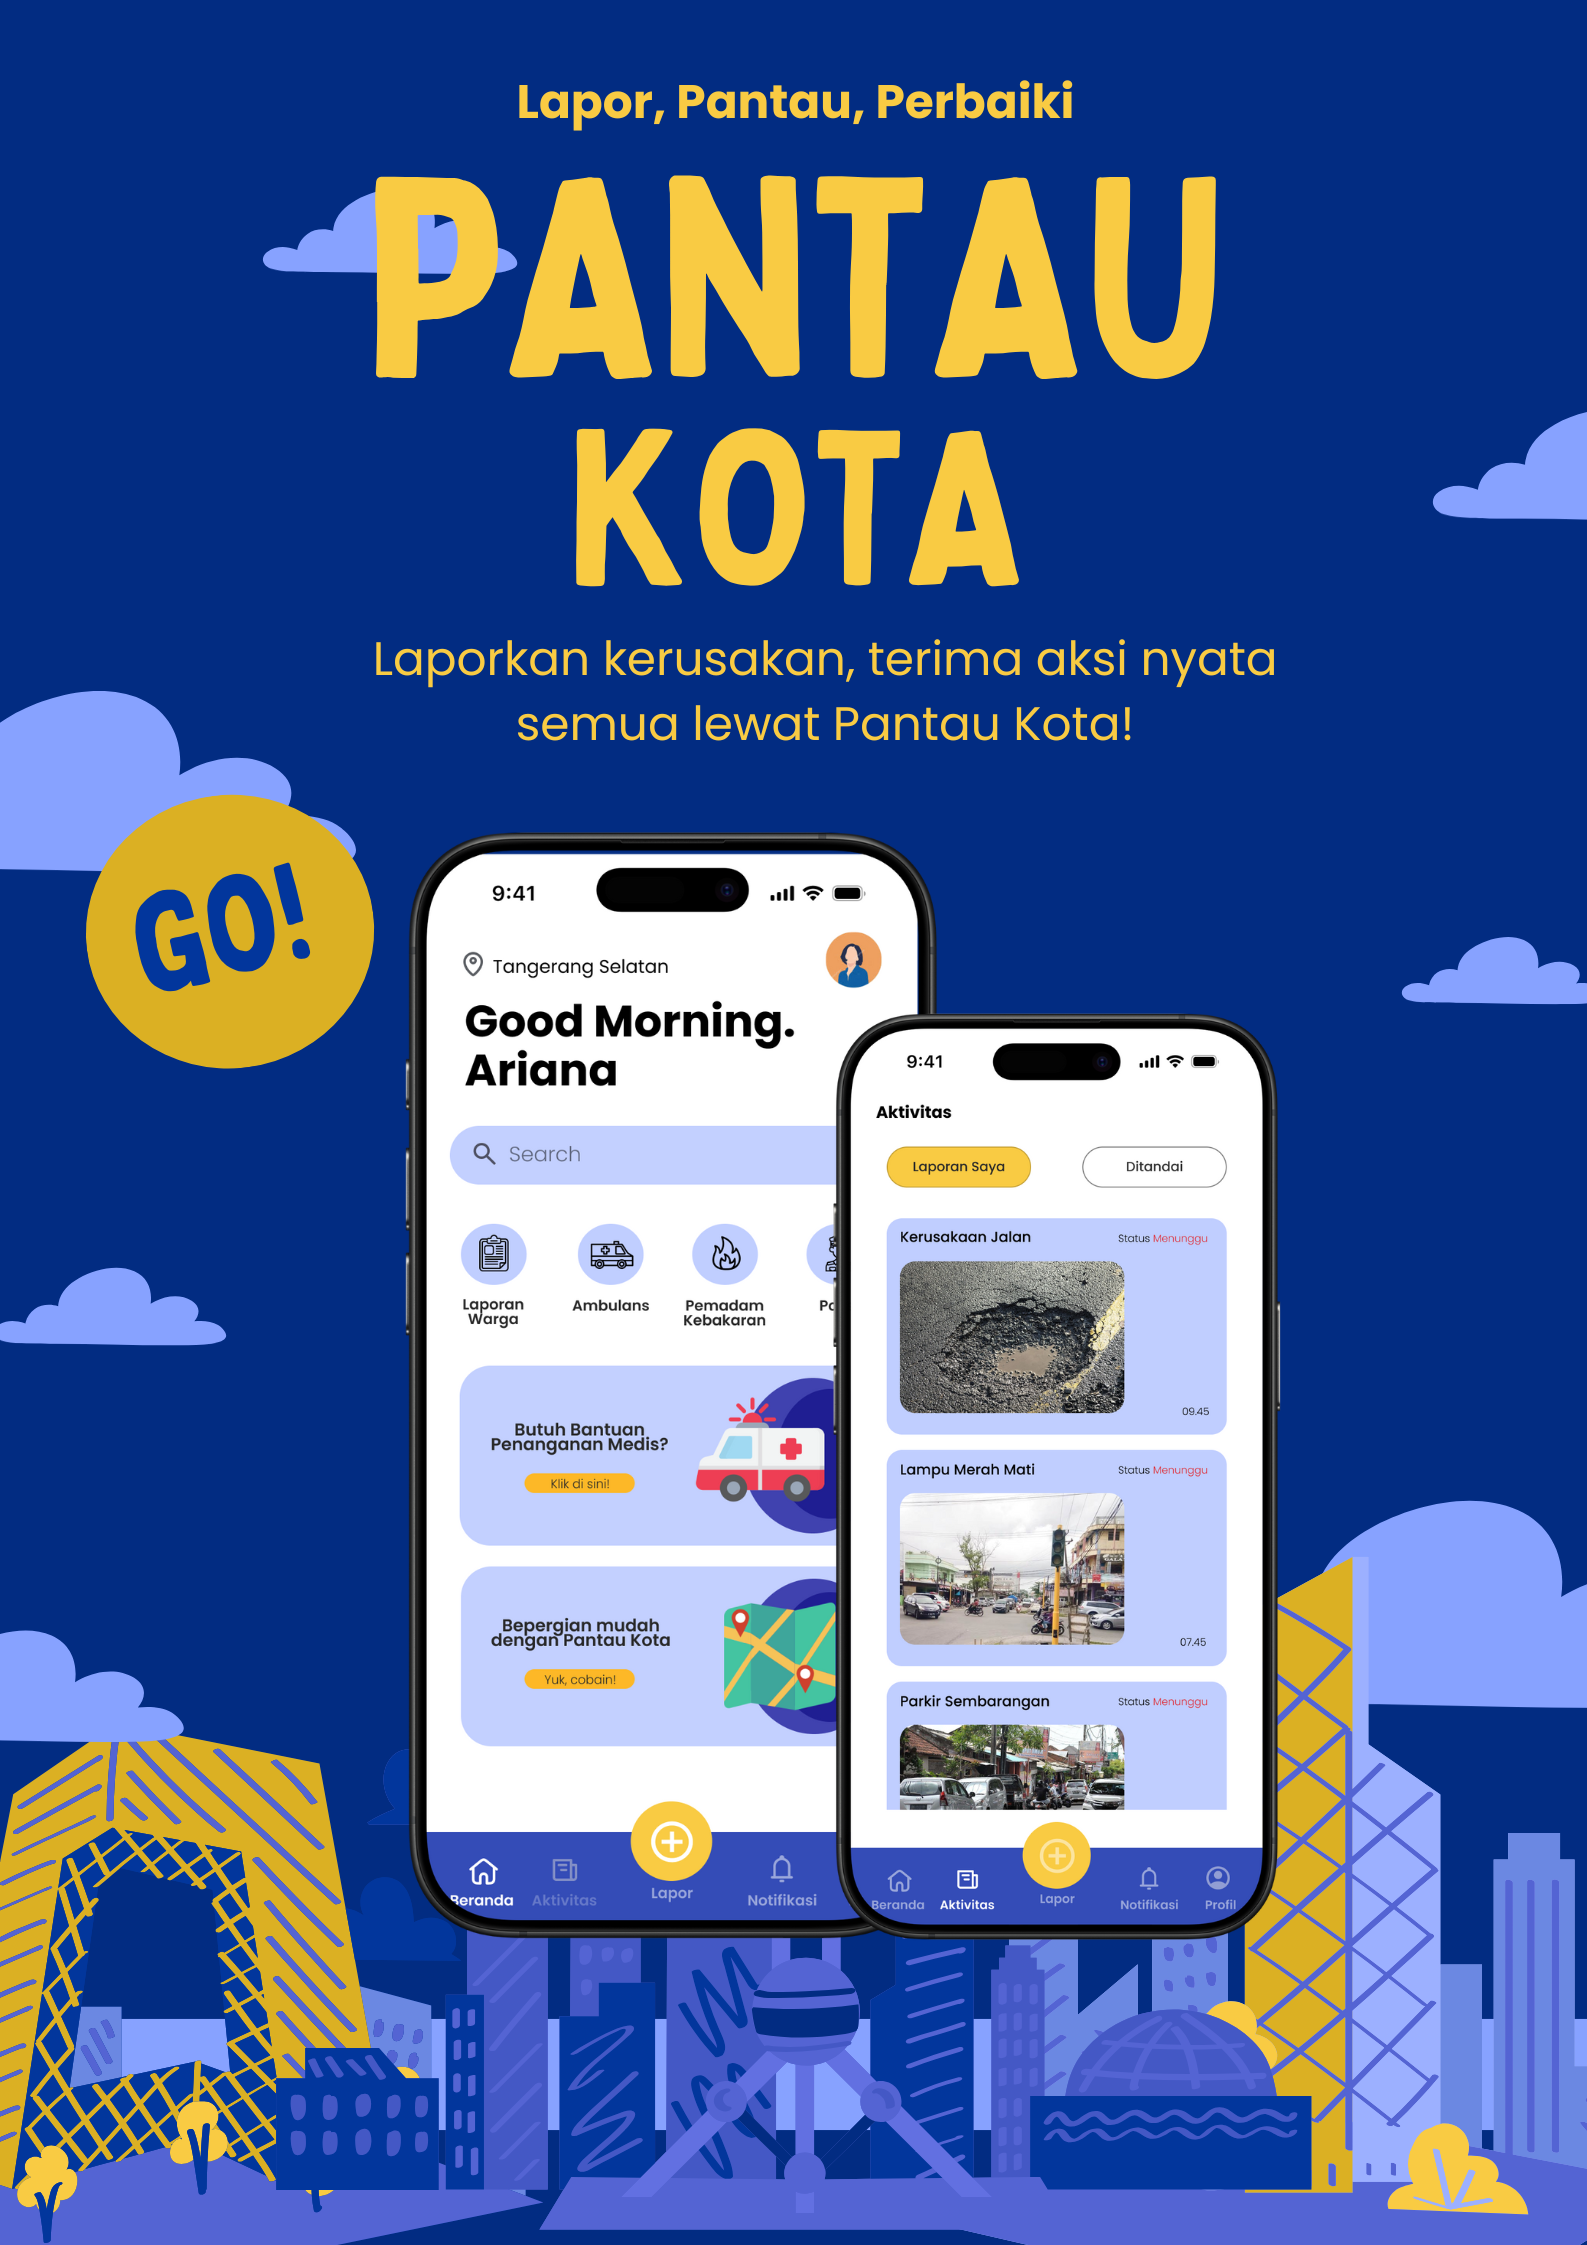 Lapor, Pantau, Perbaiki
PANTAU
KOTA
Laporkan kerusakan, terima aksi nyata
semua lewat Pantau Kota!
GO!
9:41
Tangerang Selatan
Good Morning.
Ariana
Search
Laporan
Warga
Ambulans
Pemadam
Kebakaran
Butuh Bantuan
Penanganan Medis?
Klik di sini!
Bepergian mudah
dengan Pantau Kota
Yuk, cobain!
Beranda
Aktivitas
Lapor
Notifikasi
9:41
Aktivitas
Laporan Saya
Ditandai
Kerusakaan Jalan
Status Menunggu
09.45
Lampu Merah Mati
Status Menunggu
07.45
Parkir Sembarangan
Status Menunggu
Beranda
Aktivitas
Lapor
Notifikasi
Profil